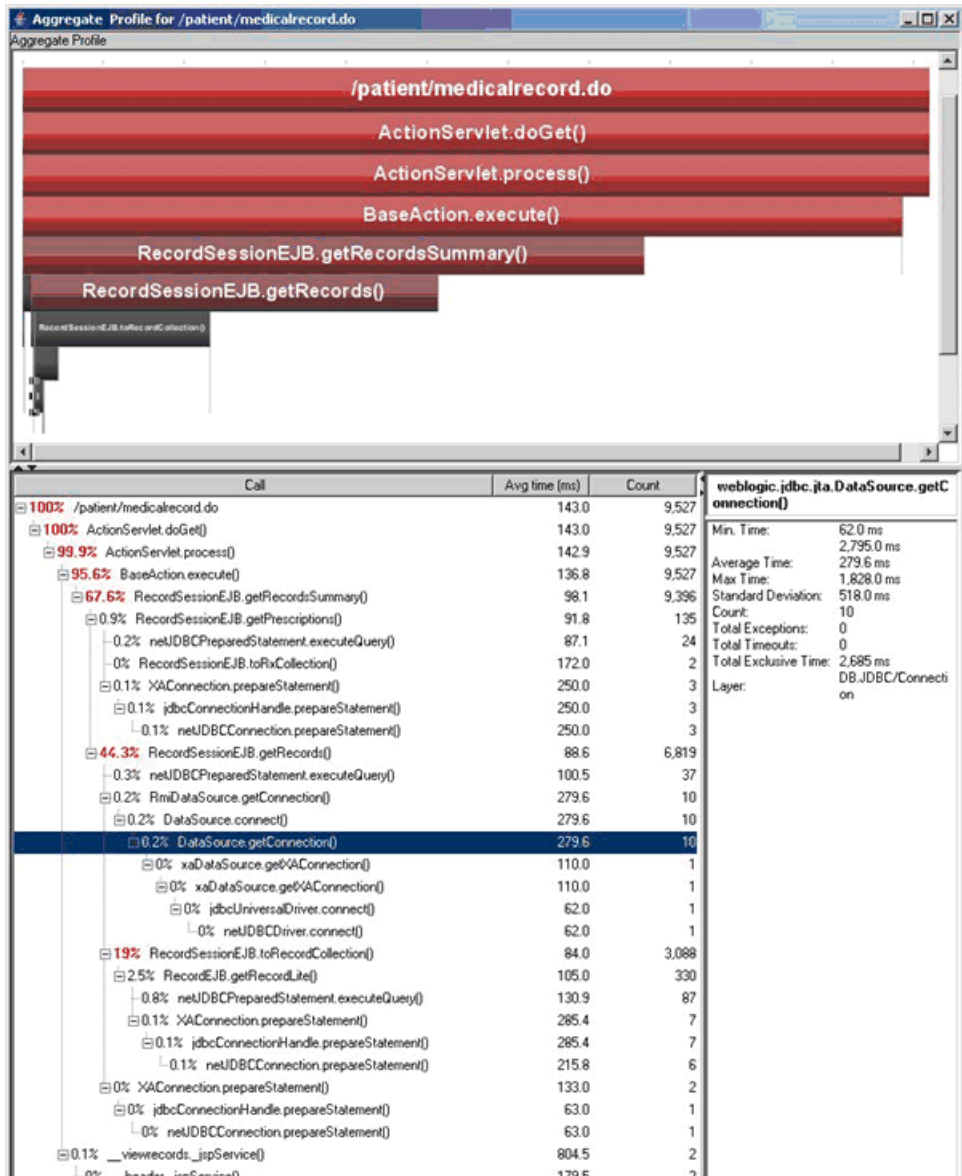 Aggregate Profile for /patient/medicalrecord.do
Aggregate Profile
/patient/medicalrecord.do
ActionServlet.doGet()
ActionServlet.process()
BaseAction.execute()
RecordSessionEJB.getRecordsSummary()
RecordSessionEJB.getRecords()
RecordSessionEJB.toRecordCollection()
Call Avg time (ms) Count
100% /patient/medicalrecord.do 143.0 9,527
100% ActionServlet.doGet() 143.0 9,527
99.9% ActionServlet.process() 142.9 9,527
95.6% BaseAction.execute() 136.8 9,527
67.6% RecordSessionEJB.getRecordsSummary() 98.1 9,396
0.9% RecordSessionEJB.getPrescriptions() 91.8 135
0.2% netJDBCPreparedStatement.executeQuery() 87.1 24
0% RecordSessionEJB.toRxCollection() 172.0 2
0.1% XAConnection.prepareStatement() 250.0 3
0.1% jdbcConnectionHandle.prepareStatement() 250.0 3
0.1% netJDBCConnection.prepareStatement() 250.0 3
44.3% RecordSessionEJB.getRecords() 88.6 6,819
0.3% netJDBCPreparedStatement.executeQuery() 100.5 37
0.2% RmiDataSource.getConnection() 279.6 10
0.2% DataSource.connect() 279.6 10
0.2% DataSource.getConnection() 279.6 10
0% xaDataSource.getXAConnection() 110.0 1
0% xaDataSource.getXAConnection() 110.0 1
0% jdbcUniversalDriver.connect() 62.0 1
0% netJDBCDriver.connect() 62.0 1
19% RecordSessionEJB.toRecordCollection() 84.0 3,088
2.5% RecordEJB.getRecordLite() 105.0 330
0.8% netJDBCPreparedStatement.executeQuery() 130.9 87
0.1% XAConnection.prepareStatement() 285.4 7
0.1% jdbcConnectionHandle.prepareStatement() 285.4 7
0.1% netJDBCConnection.prepareStatement() 215.8 6
0% XAConnection.prepareStatement() 133.0 2
0% jdbcConnectionHandle.prepareStatement() 63.0 1
0% netJDBCConnection.prepareStatement() 63.0 1
0.1% __viewrecords._jspService() 804.5 2
0% __header._jspService() 179.5 2
weblogic.jdbc.jta.DataSource.getC
onnection()
Min. Time: 62.0 ms
2,795.0 ms
Average Time: 279.6 ms
Max Time: 1,828.0 ms
Standard Deviation: 518.0 ms
Count: 10
Total Exceptions: 0
Total Timeouts: 0
Total Exclusive Time: 2,685 ms
Layer: DB.JDBC/Connecti
on